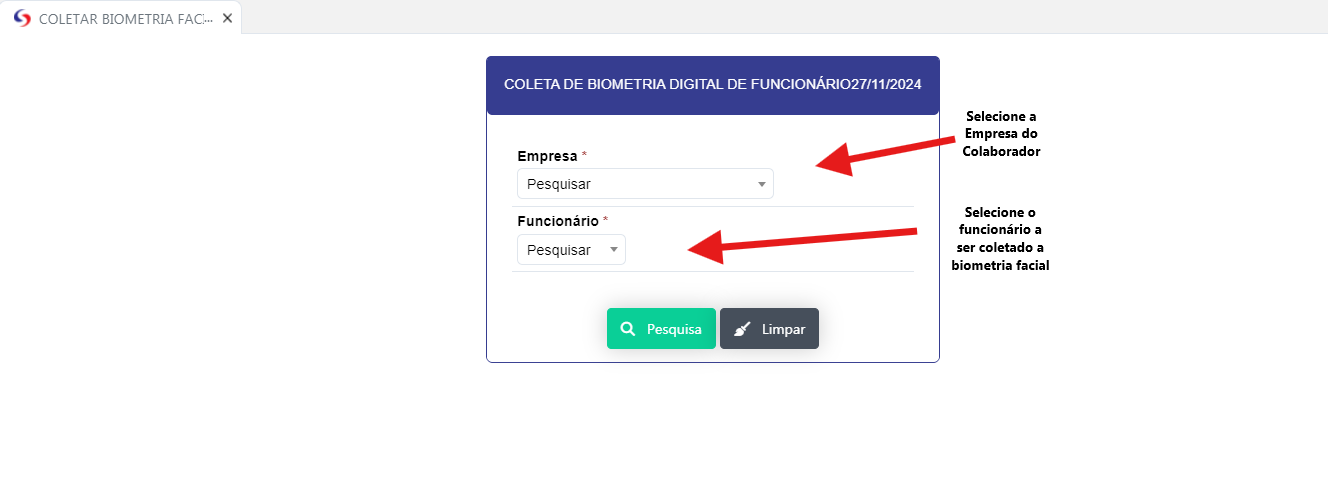 COLETAR BIOMETRIA FACI...
COLETA DE BIOMETRIA DIGITAL DE FUNCIONÁRIO27/11/2024
Selecione a
Empresa do
Colaborador
Empresa *
Pesquisar
Selecione o
funcionário a
ser coletado a
biometria facial
Funcionário *
Pesquisar
Pesquisa
Limpar